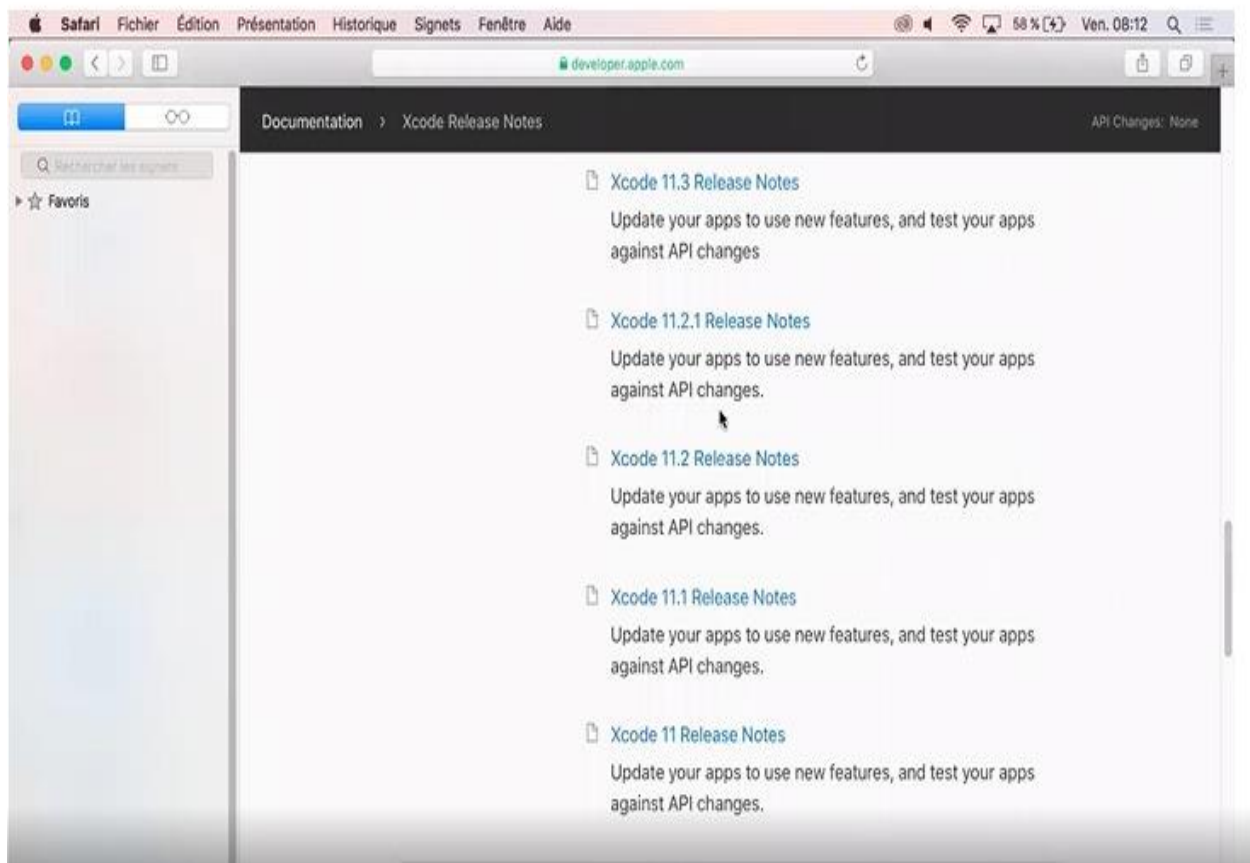 Safari Fichier Édition Présentation Historique Signets Fenêtre Aide 58 % Ven. 08:12
developer.apple.com
Documentation > Xcode Release Notes API Changes: None
Rechercher les signets
Favoris
Xcode 11.3 Release Notes
Update your apps to use new features, and test your apps
against API changes
Xcode 11.2.1 Release Notes
Update your apps to use new features, and test your apps
against API changes.
Xcode 11.2 Release Notes
Update your apps to use new features, and test your apps
against API changes.
Xcode 11.1 Release Notes
Update your apps to use new features, and test your apps
against API changes.
Xcode 11 Release Notes
Update your apps to use new features, and test your apps
against API changes.